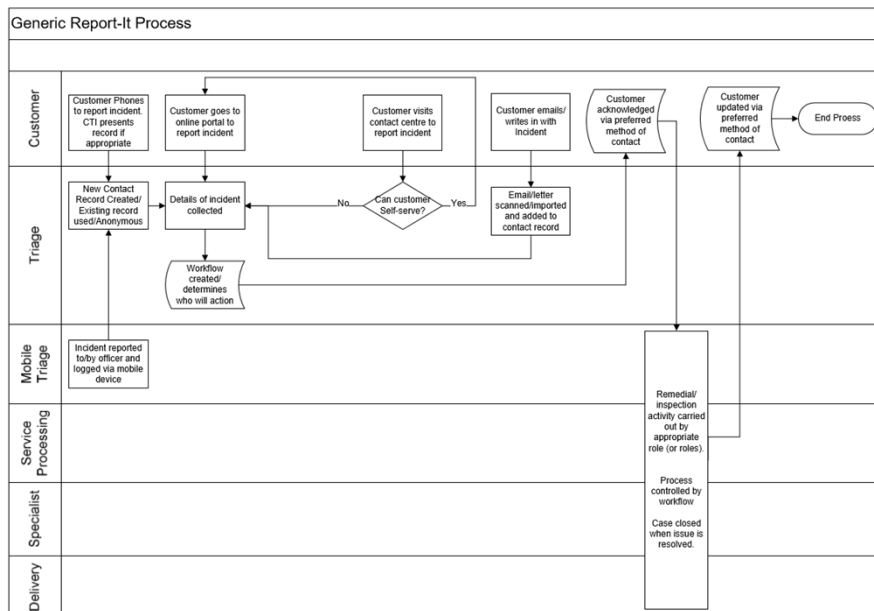 Generic Report-It Process
Customer
Customer Phones
to report incident.
CTI presents
record if
appropriate
Customer goes to
online portal to
report incident
Customer visits
contact centre to
report incident
Customer emails/
writes in with
Incident
Customer
acknowledged
via preferred
method of
contact
Customer
updated via
preferred
method of
contact
End Proess
Triage
New Contact
Record Created/
Existing record
used/Anonymous
Details of incident
collected
No
Can customer
Self-serve?
Yes
Email/letter
scanned/imported
and added to
contact record
Workflow
created/
determines
who will action
Mobile
Triage
Incident reported
to/by officer and
logged via mobile
device
Service
Processing
Remedial/
inspection
activity carried
out by
appropriate
role (or roles).
Process
controlled by
workflow
Case closed
when issue is
resolved.
Specialist
Delivery